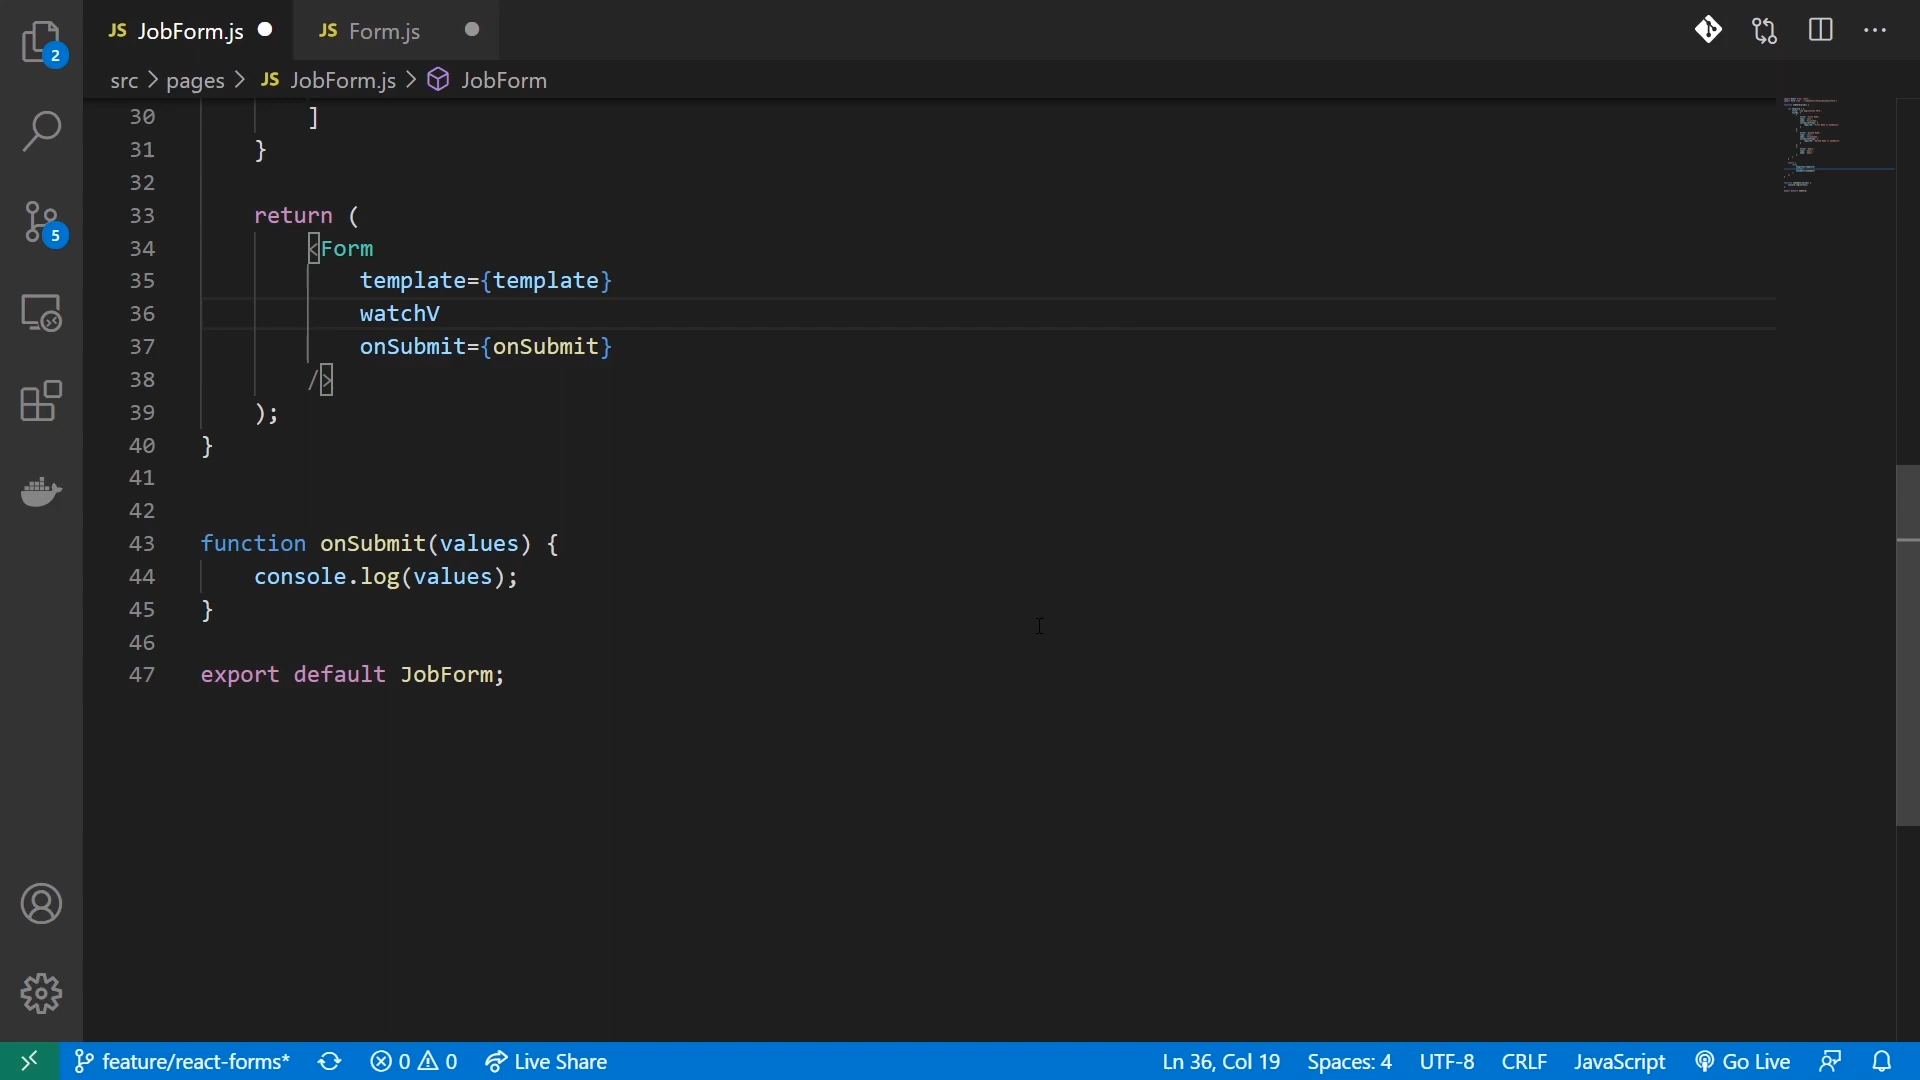 JS JobForm.js JS Form.js
2
src > pages > JS JobForm.js > JobForm
30 ]
31 }
32
33 return (
34 <Form
35 template={template}
36 watchV
37 onSubmit={onSubmit}
38 />
39 );
40 }
41
42
43 function onSubmit(values) {
44 console.log(values);
45 }
46
47 export default JobForm;
5
feature/react-forms* 0 0 Live Share Ln 36, Col 19 Spaces: 4 UTF-8 CRLF JavaScript Go Live